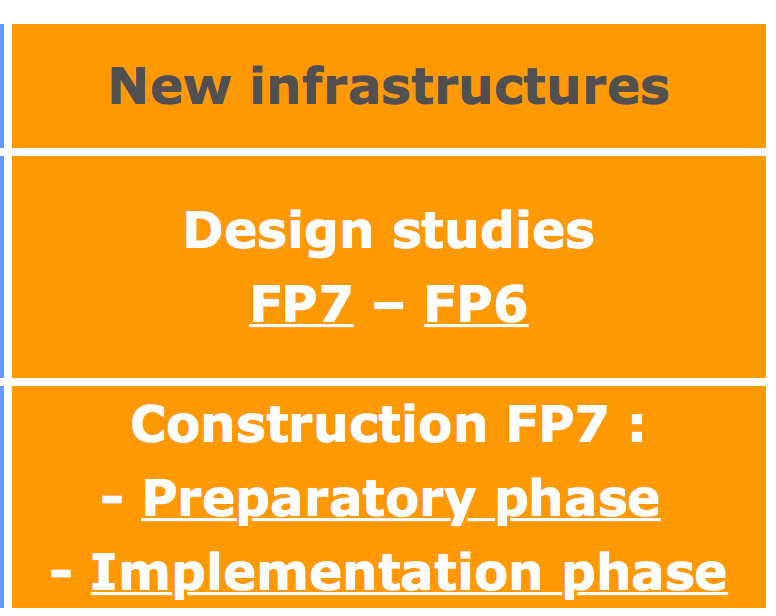 New infrastructures
Design studies
FP7 – FP6
Construction FP7 :
- Preparatory phase
- Implementation phase